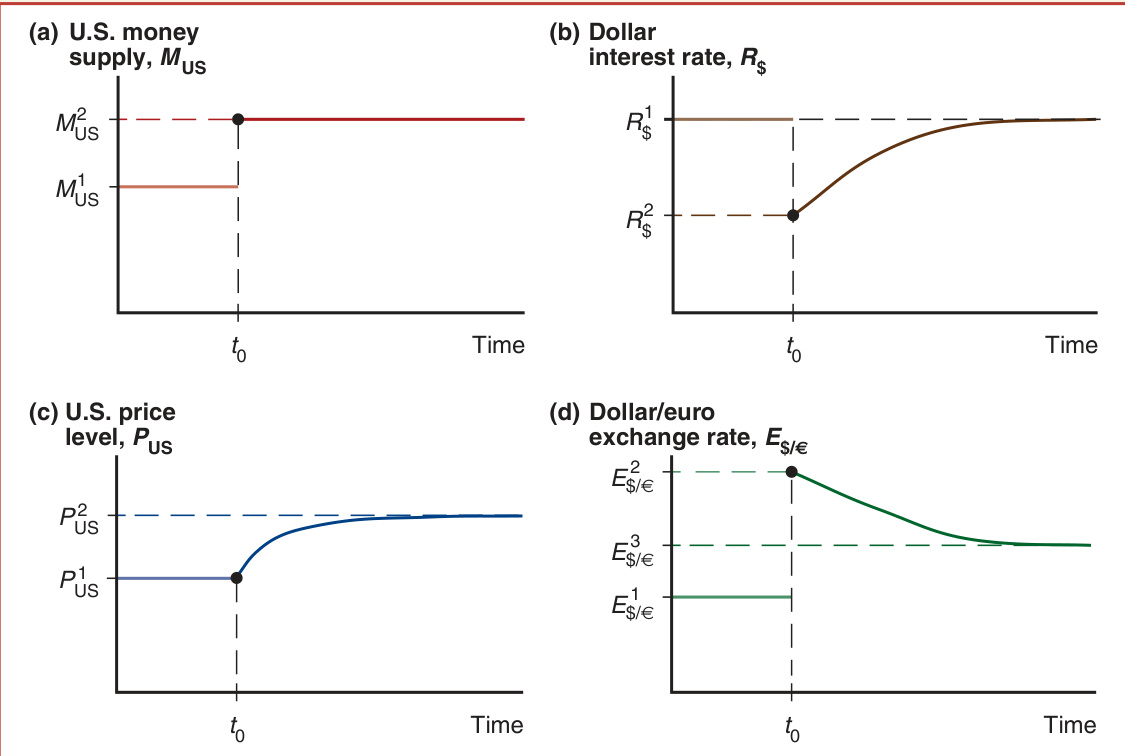 (a) U.S. money
supply, M_US
M²_US
M¹_US
t₀
Time
(b) Dollar
interest rate, R_$
R¹_$
R²_$
t₀
Time
(c) U.S. price
level, P_US
P²_US
P¹_US
t₀
Time
(d) Dollar/euro
exchange rate, E_$/€
E²_$/€
E³_$/€
E¹_$/€
t₀
Time